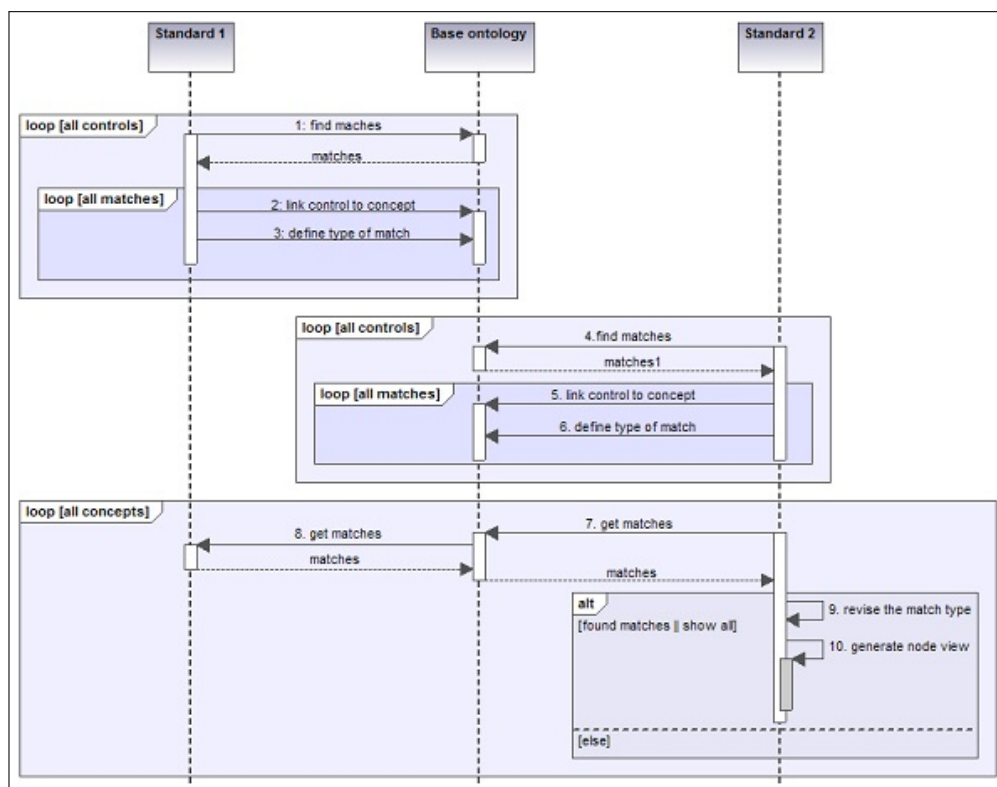 Standard 1
Base ontology
Standard 2
loop [all controls]
1: find maches
matches
loop [all matches]
2: link control to concept
3: define type of match
loop [all controls]
4.find matches
matches1
loop [all matches]
5. link control to concept
6. define type of match
loop [all concepts]
7. get matches
8. get matches
matches
matches
alt
[found matches || show all]
9. revise the match type
10. generate node view
[else]